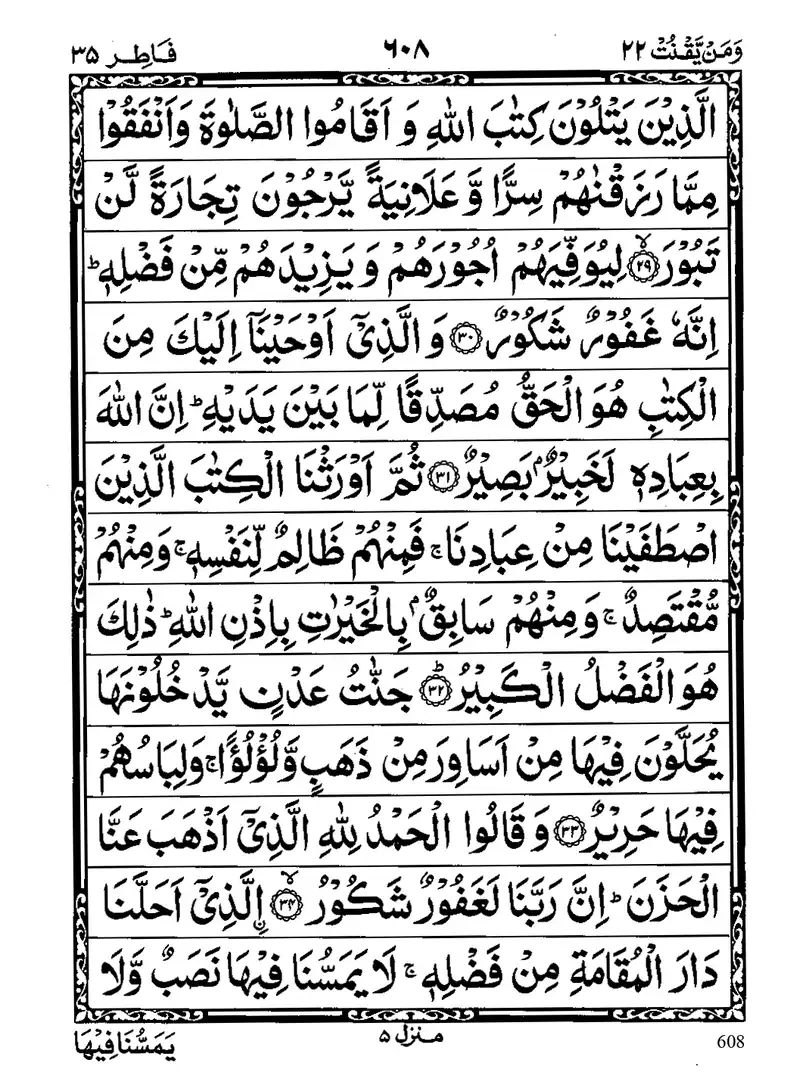 وَمَنْ يَّقْنُتْ ٢٢
٦٠٨
فَاطِر ٣٥
الَّذِيْنَ يَتْلُوْنَ كِتٰبَ اللّٰهِ وَ اَقَامُوا الصَّلٰوةَ وَاَنْفَقُوْا
مِمَّا رَزَقْنٰهُمْ سِرًّا وَّ عَلَانِيَةً يَّرْجُوْنَ تِجَارَةً لَّنْ
تَبُوْرَ ۙ﴿۲۹﴾ لِيُوَفِّيَهُمْ اُجُوْرَهُمْ وَ يَزِيْدَهُمْ مِّنْ فَضْلِهٖ ؕ
اِنَّهٗ غَفُوْرٌ شَكُوْرٌ ﴿۳۰﴾ وَ الَّذِيْۤ اَوْحَيْنَاۤ اِلَيْكَ مِنَ
الْكِتٰبِ هُوَ الْحَقُّ مُصَدِّقًا لِّمَا بَيْنَ يَدَيْهِ ؕ اِنَّ اللّٰهَ
بِعِبَادِهٖ لَخَبِيْرٌۢ بَصِيْرٌ ﴿۳۱﴾ ثُمَّ اَوْرَثْنَا الْكِتٰبَ الَّذِيْنَ
اصْطَفَيْنَا مِنْ عِبَادِنَا ۚ فَمِنْهُمْ ظَالِمٌ لِّنَفْسِهٖ ۚ وَمِنْهُمْ
مُّقْتَصِدٌ ۚ وَمِنْهُمْ سَابِقٌۢ بِالْخَيْرٰتِ بِاِذْنِ اللّٰهِ ؕ ذٰلِكَ
هُوَ الْفَضْلُ الْكَبِيْرُ ؕ﴿۳۲﴾ جَنّٰتُ عَدْنٍ يَّدْخُلُوْنَهَا
يُحَلَّوْنَ فِيْهَا مِنْ اَسَاوِرَ مِنْ ذَهَبٍ وَّلُؤْلُؤًا ۚ وَلِبَاسُهُمْ
فِيْهَا حَرِيْرٌ ﴿۳۳﴾ وَ قَالُوا الْحَمْدُ لِلّٰهِ الَّذِيْۤ اَذْهَبَ عَنَّا
الْحَزَنَ ؕ اِنَّ رَبَّنَا لَغَفُوْرٌ شَكُوْرُ ۙ﴿۳۴﴾ اۨلَّذِيْۤ اَحَلَّنَا
دَارَ الْمُقَامَةِ مِنْ فَضْلِهٖ ۚ لَا يَمَسُّنَا فِيْهَا نَصَبٌ وَّلَا
منزل ٥
يَمَسُّنَا فِيْهَا
608